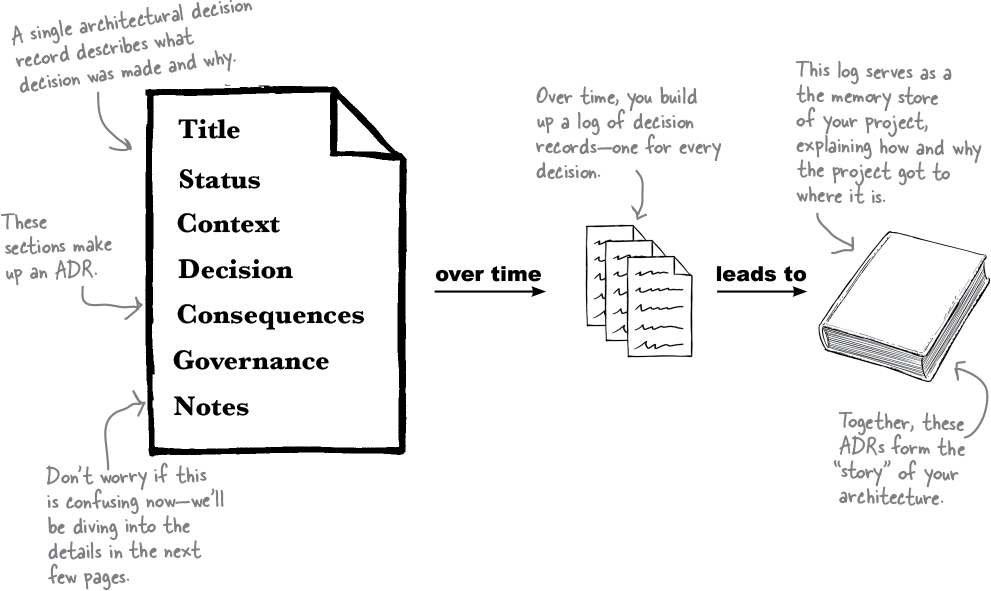 A single architectural decision
record describes what
decision was made and why.
Title
Status
Context
Decision
Consequences
Governance
Notes
These
sections make
up an ADR.
Don't worry if this
is confusing now—we'll
be diving into the
details in the next
few pages.
over time
Over time, you build
up a log of decision
records—one for every
decision.
leads to
This log serves as a
the memory store
of your project,
explaining how and why
the project got to
where it is.
Together, these
ADRs form the
"story" of your
architecture.